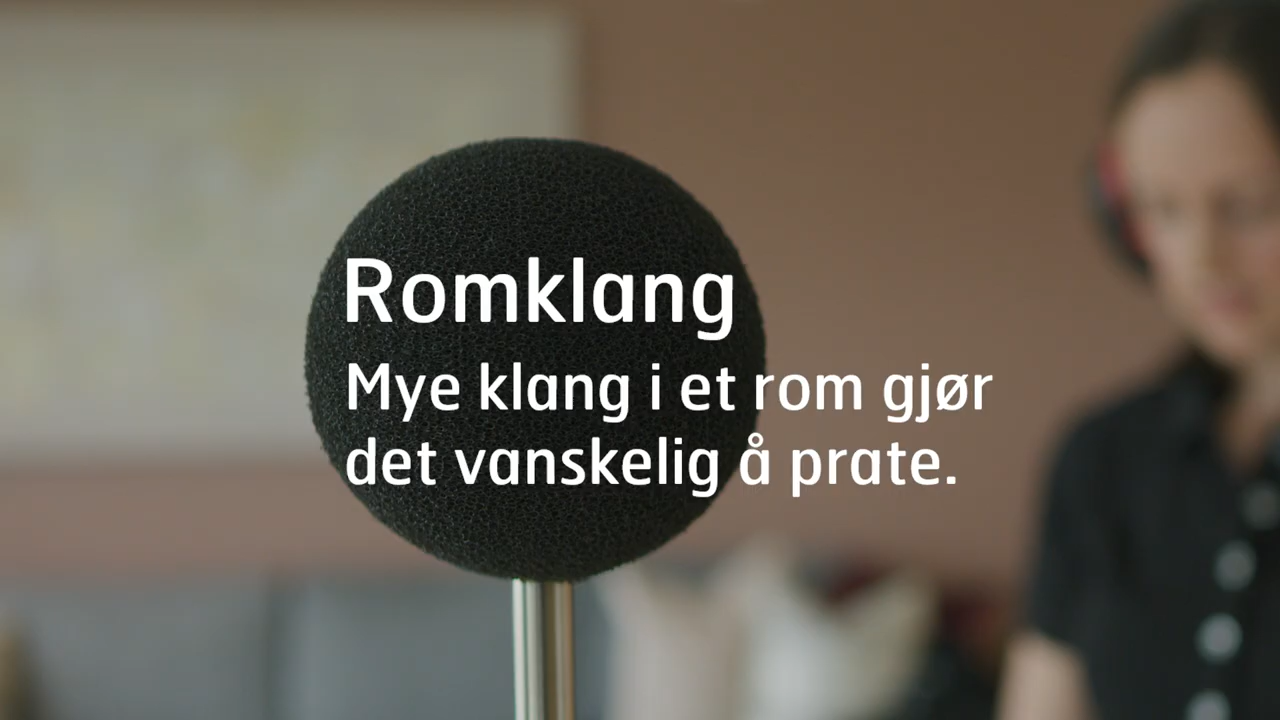 Romklang
Mye klang i et rom gjør
det vanskelig å prate.